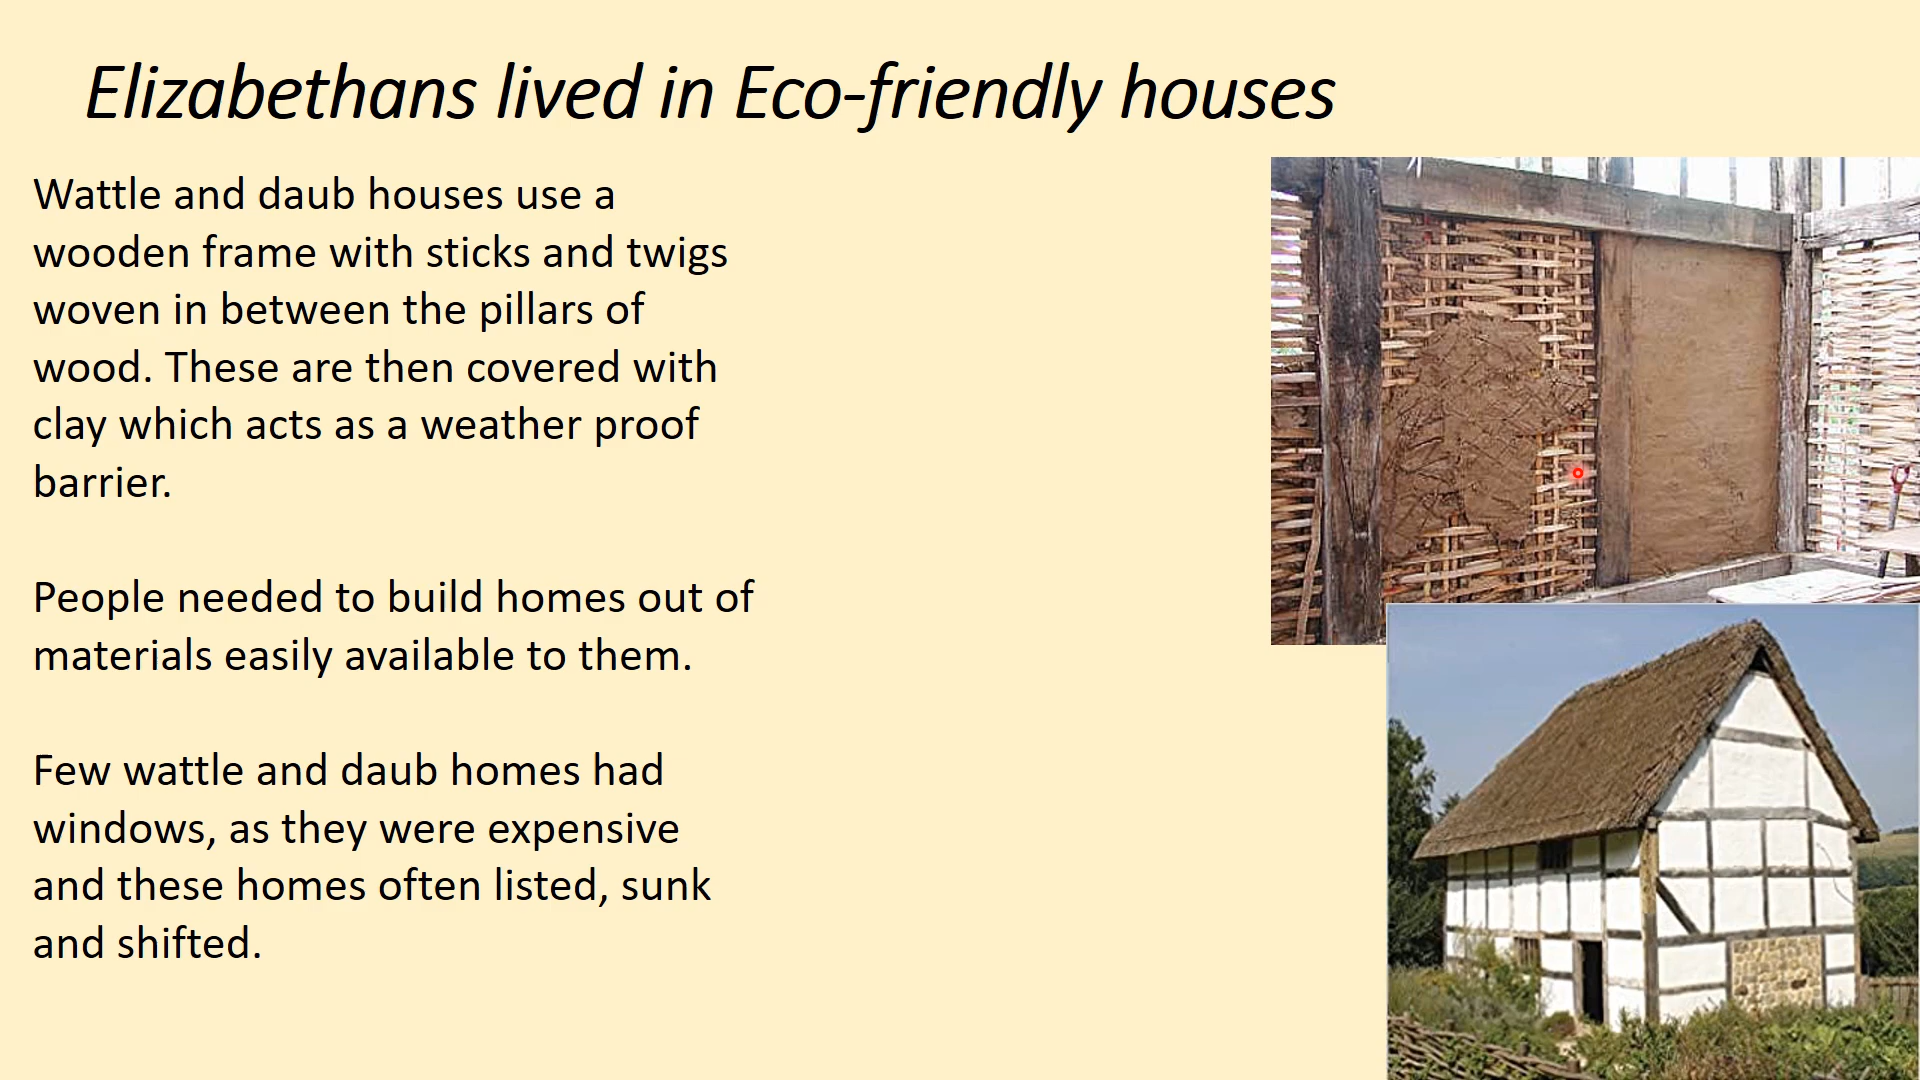 Elizabethans lived in Eco-friendly houses
Wattle and daub houses use a
wooden frame with sticks and twigs
woven in between the pillars of
wood. These are then covered with
clay which acts as a weather proof
barrier.
People needed to build homes out of
materials easily available to them.
Few wattle and daub homes had
windows, as they were expensive
and these homes often listed, sunk
and shifted.